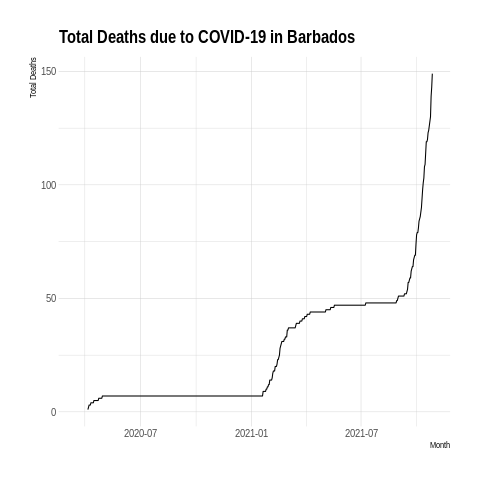 Total Deaths due to COVID-19 in Barbados
Total Deaths
150
100
50
0
2020-07 2021-01 2021-07
Month